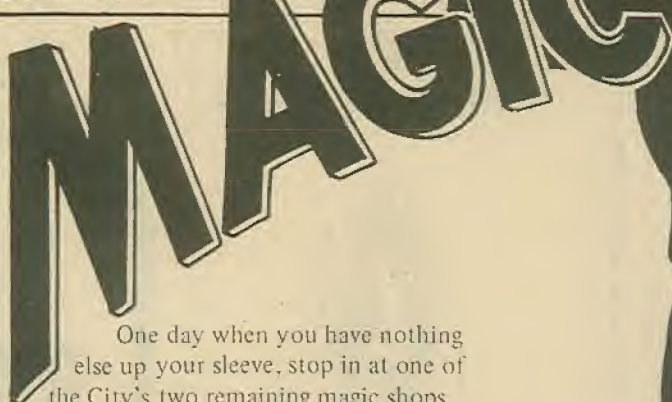 MAGIC
One day when you have nothing
else up your sleeve, stop in at one of
the City's two remaining magic shops